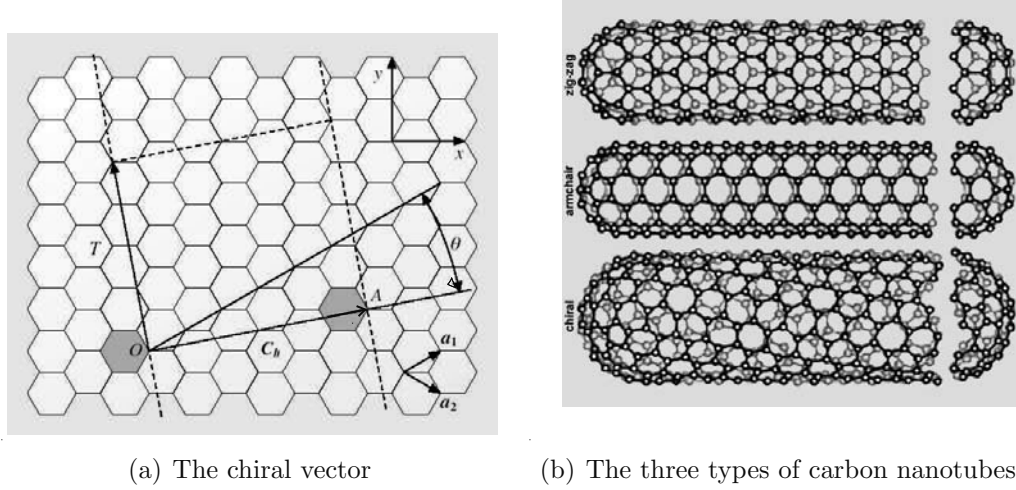 y
x
T
θ
A
O
C_h
a_1
a_2
zig-zag
armchair
chiral
(a) The chiral vector
(b) The three types of carbon nanotubes